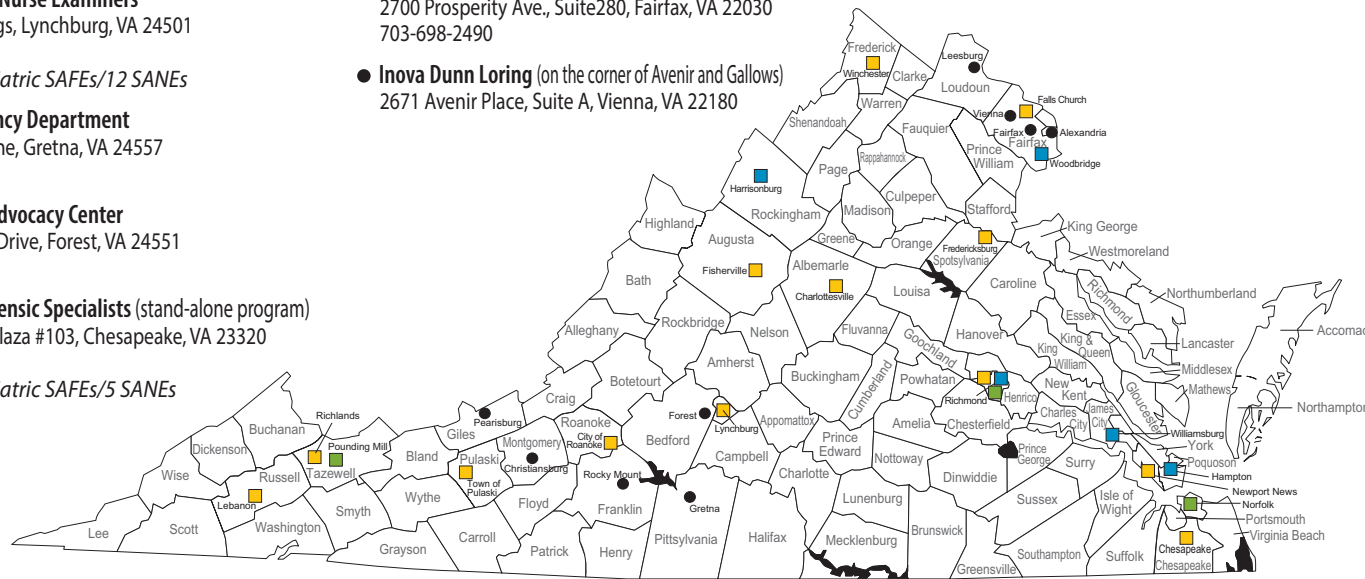 Nurse Examiners
gs, Lynchburg, VA 24501
atric SAFEs/12 SANEs
ncy Department
ne, Gretna, VA 24557
dvocacy Center
Drive, Forest, VA 24551
ensic Specialists (stand-alone program)
laza #103, Chesapeake, VA 23320
atric SAFEs/5 SANEs
2700 Prosperity Ave., Suite280, Fairfax, VA 22030
703-698-2490
● Inova Dunn Loring (on the corner of Avenir and Gallows)
2671 Avenir Place, Suite A, Vienna, VA 22180
Frederick
Winchester
Clarke
Leesburg
Loudoun
Warren
Falls Church
Vienna
Fairfax
Fairfax
Alexandria
Woodbridge
Shenandoah
Fauquier
Prince
William
Rappahannock
Page
Harrisonburg
Rockingham
Culpeper
Madison
Stafford
Highland
Augusta
Greene
Orange
Fredericksburg
Spotsylvania
King George
Westmoreland
Bath
Fisherville
Albemarle
Charlottesville
Louisa
Caroline
Richmond
Northumberland
Essex
Alleghany
Rockbridge
Nelson
Fluvanna
Goochland
Hanover
King
William
King &
Queen
Lancaster
Middlesex
Mathews
Accomac
Northampton
Amherst
Buckingham
Cumberland
Powhatan
Richmond
Henrico
New
Kent
Gloucester
Botetourt
Craig
Roanoke
City of
Roanoke
Forest
Lynchburg
Bedford
Appomattox
Amelia
Chesterfield
Charles
City
James
City
Williamsburg
York
Poquoson
Hampton
Newport News
Norfolk
Portsmouth
Virginia Beach
Buchanan
Richlands
Pounding Mill
Dickenson
Wise
Russell
Tazewell
Lebanon
Bland
Giles
Pearisburg
Pulaski
Town of
Pulaski
Montgomery
Christiansburg
Rocky Mount
Campbell
Prince
Edward
Nottoway
Prince
George
Surry
Dinwiddie
Lee
Scott
Washington
Smyth
Wythe
Floyd
Franklin
Gretna
Charlotte
Lunenburg
Sussex
Isle of
Wight
Grayson
Carroll
Patrick
Henry
Pittsylvania
Halifax
Mecklenburg
Brunswick
Greensville
Southampton
Suffolk
Chesapeake
Chesapeake